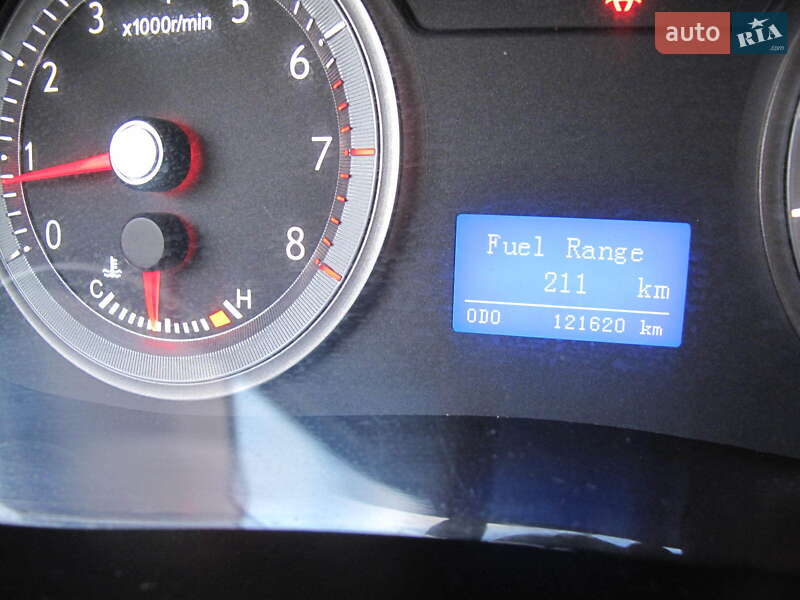 3
5
x1000r/min
2
6
1
7
0
8
C
H
auto RIA
.com
Fuel Range
211 km
ODO 121620 km